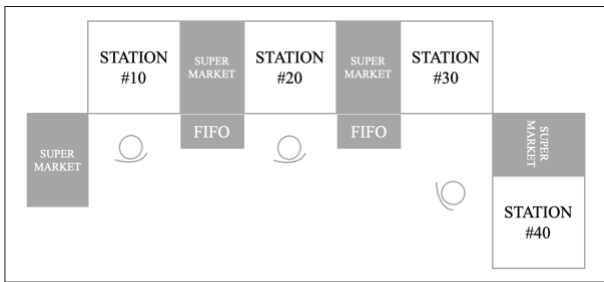 STATION
#10
SUPER
MARKET
STATION
#20
SUPER
MARKET
STATION
#30
FIFO
FIFO
SUPER
MARKET
SUPER
MARKET
STATION
#40